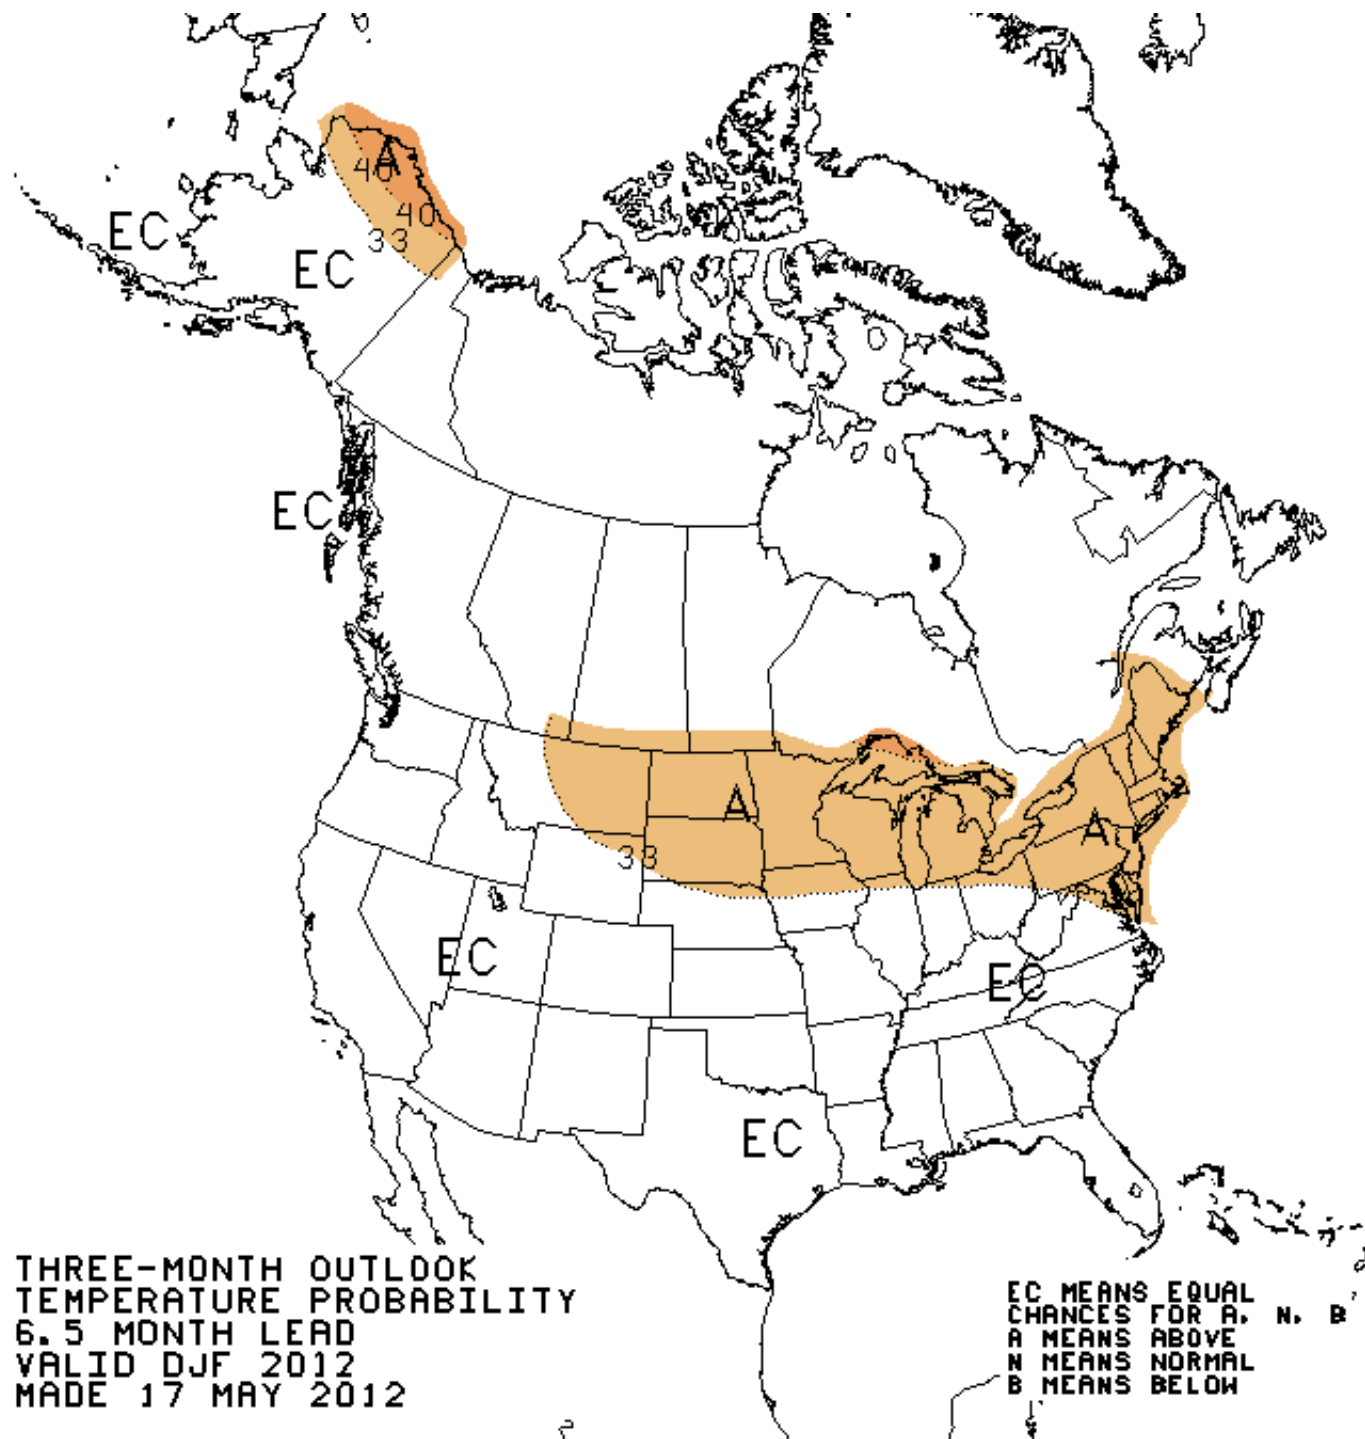 A
40
40
33
EC
EC
EC
A
A
33
EC
EC
EC
THREE-MONTH OUTLOOK
TEMPERATURE PROBABILITY
6.5 MONTH LEAD
VALID DJF 2012
MADE 17 MAY 2012
EC MEANS EQUAL
CHANCES FOR A, N, B
A MEANS ABOVE
N MEANS NORMAL
B MEANS BELOW